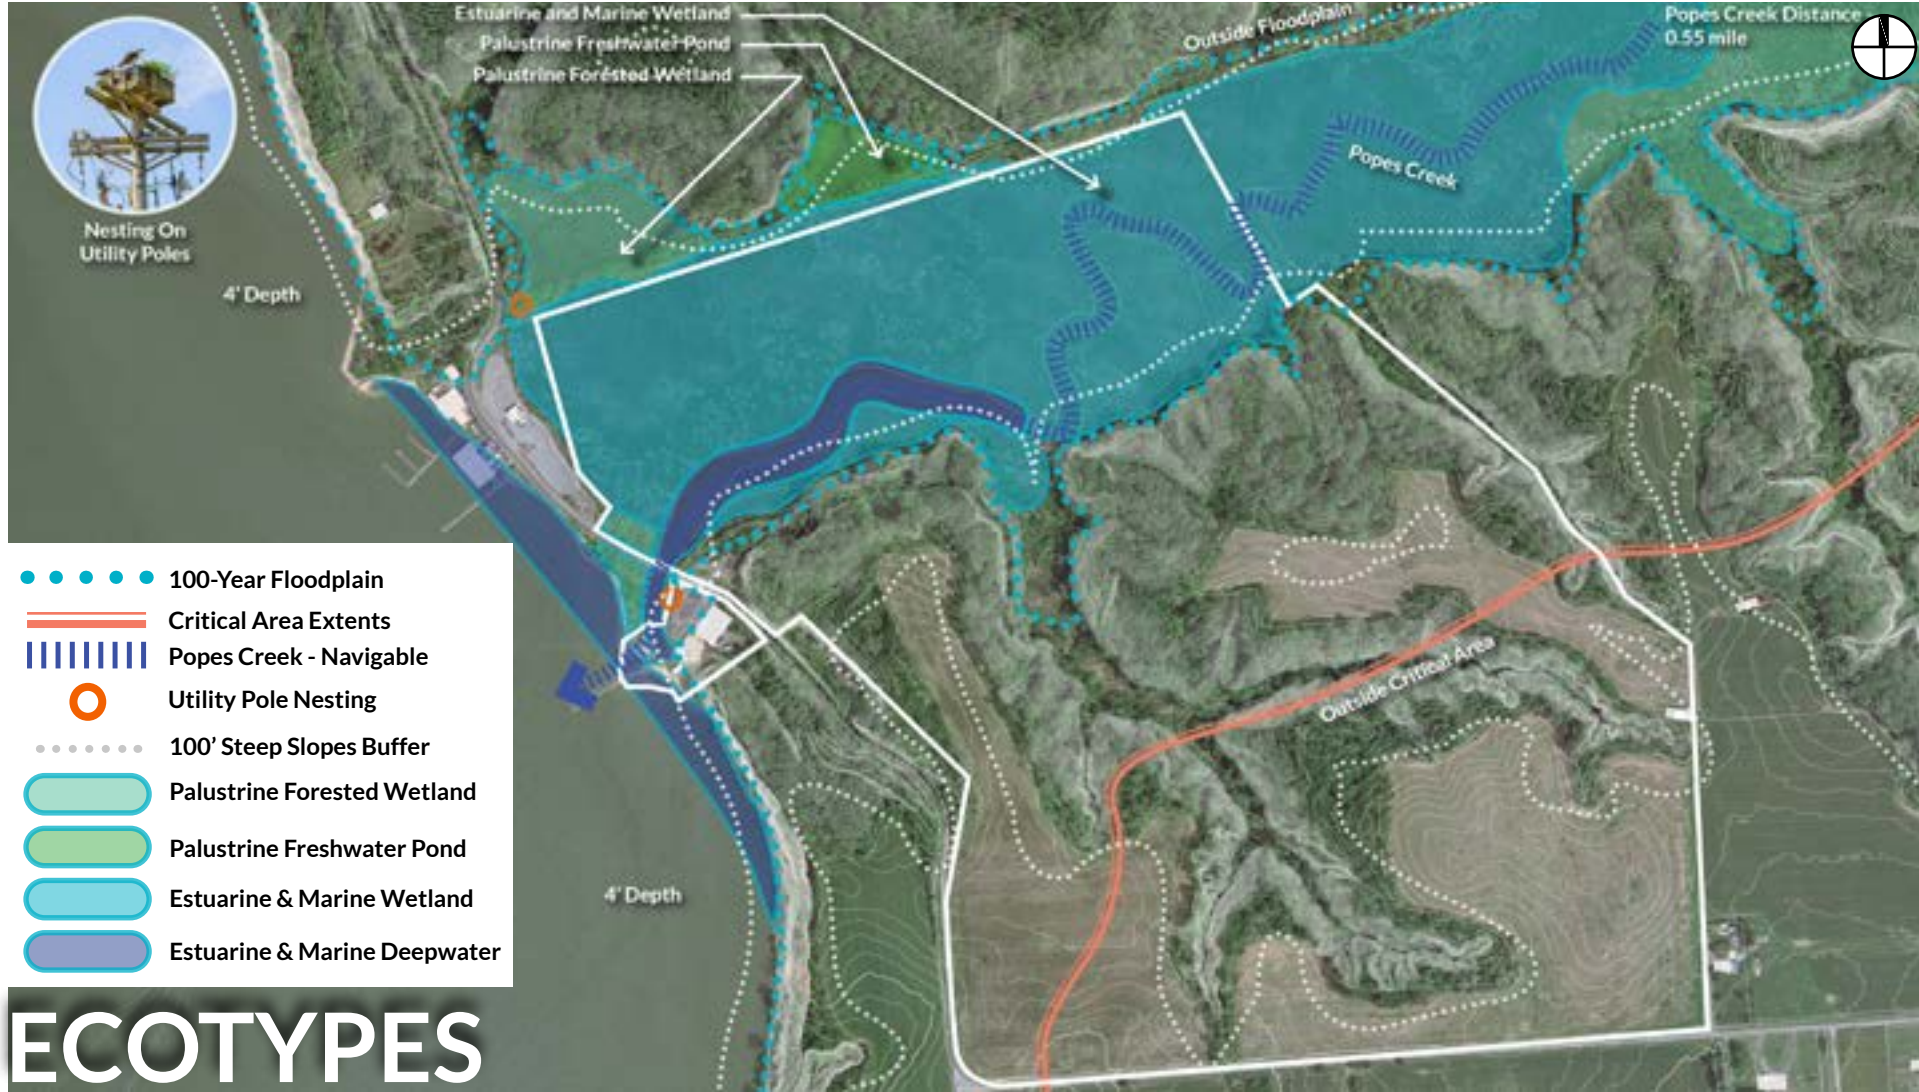 Estuarine and Marine Wetland
Palustrine Freshwater Pond
Palustrine Forested Wetland
Outside Floodplain
Popes Creek Distance -
0.55 mile
Popes Creek
Nesting On
Utility Poles
4' Depth
Outside Critical Area
4' Depth
100-Year Floodplain
Critical Area Extents
Popes Creek - Navigable
Utility Pole Nesting
100’ Steep Slopes Buffer
Palustrine Forested Wetland
Palustrine Freshwater Pond
Estuarine & Marine Wetland
Estuarine & Marine Deepwater
ECOTYPES